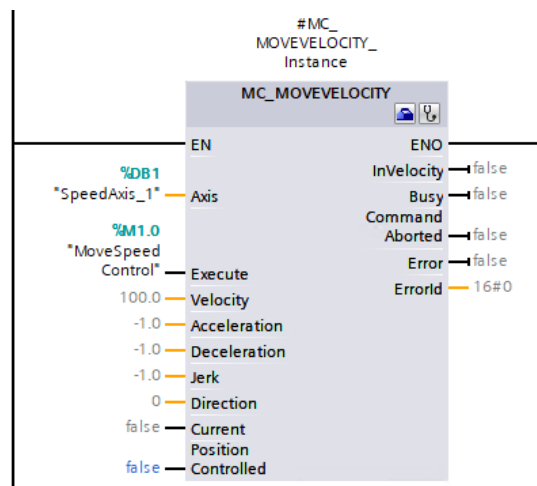 #MC_
MOVEVELOCITY_
Instance
MC_MOVEVELOCITY
EN
ENO
%DB1
"SpeedAxis_1"
Axis
InVelocity
false
Busy
false
Command
Aborted
false
%M1.0
"MoveSpeed
Control"
Execute
Error
false
100.0
Velocity
ErrorId
16#0
-1.0
Acceleration
-1.0
Deceleration
-1.0
Jerk
0
Direction
false
Current
Position
false
Controlled